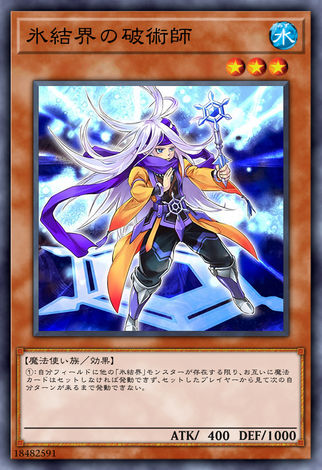 氷結界の破術師
水
【魔法使い族／効果】
①：自分フィールドに他の「氷結界」モンスターが存在する限り、お互いに魔法
カードはセットしなければ発動できず、セットしたプレイヤーから見て次の自
分ターンが来るまで発動できない。
ATK/ 400 DEF/1000
18482591